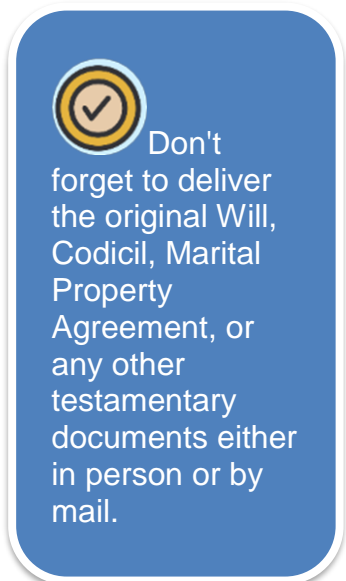 Don't
forget to deliver
the original Will,
Codicil, Marital
Property
Agreement, or
any other
testamentary
documents either
in person or by
mail.